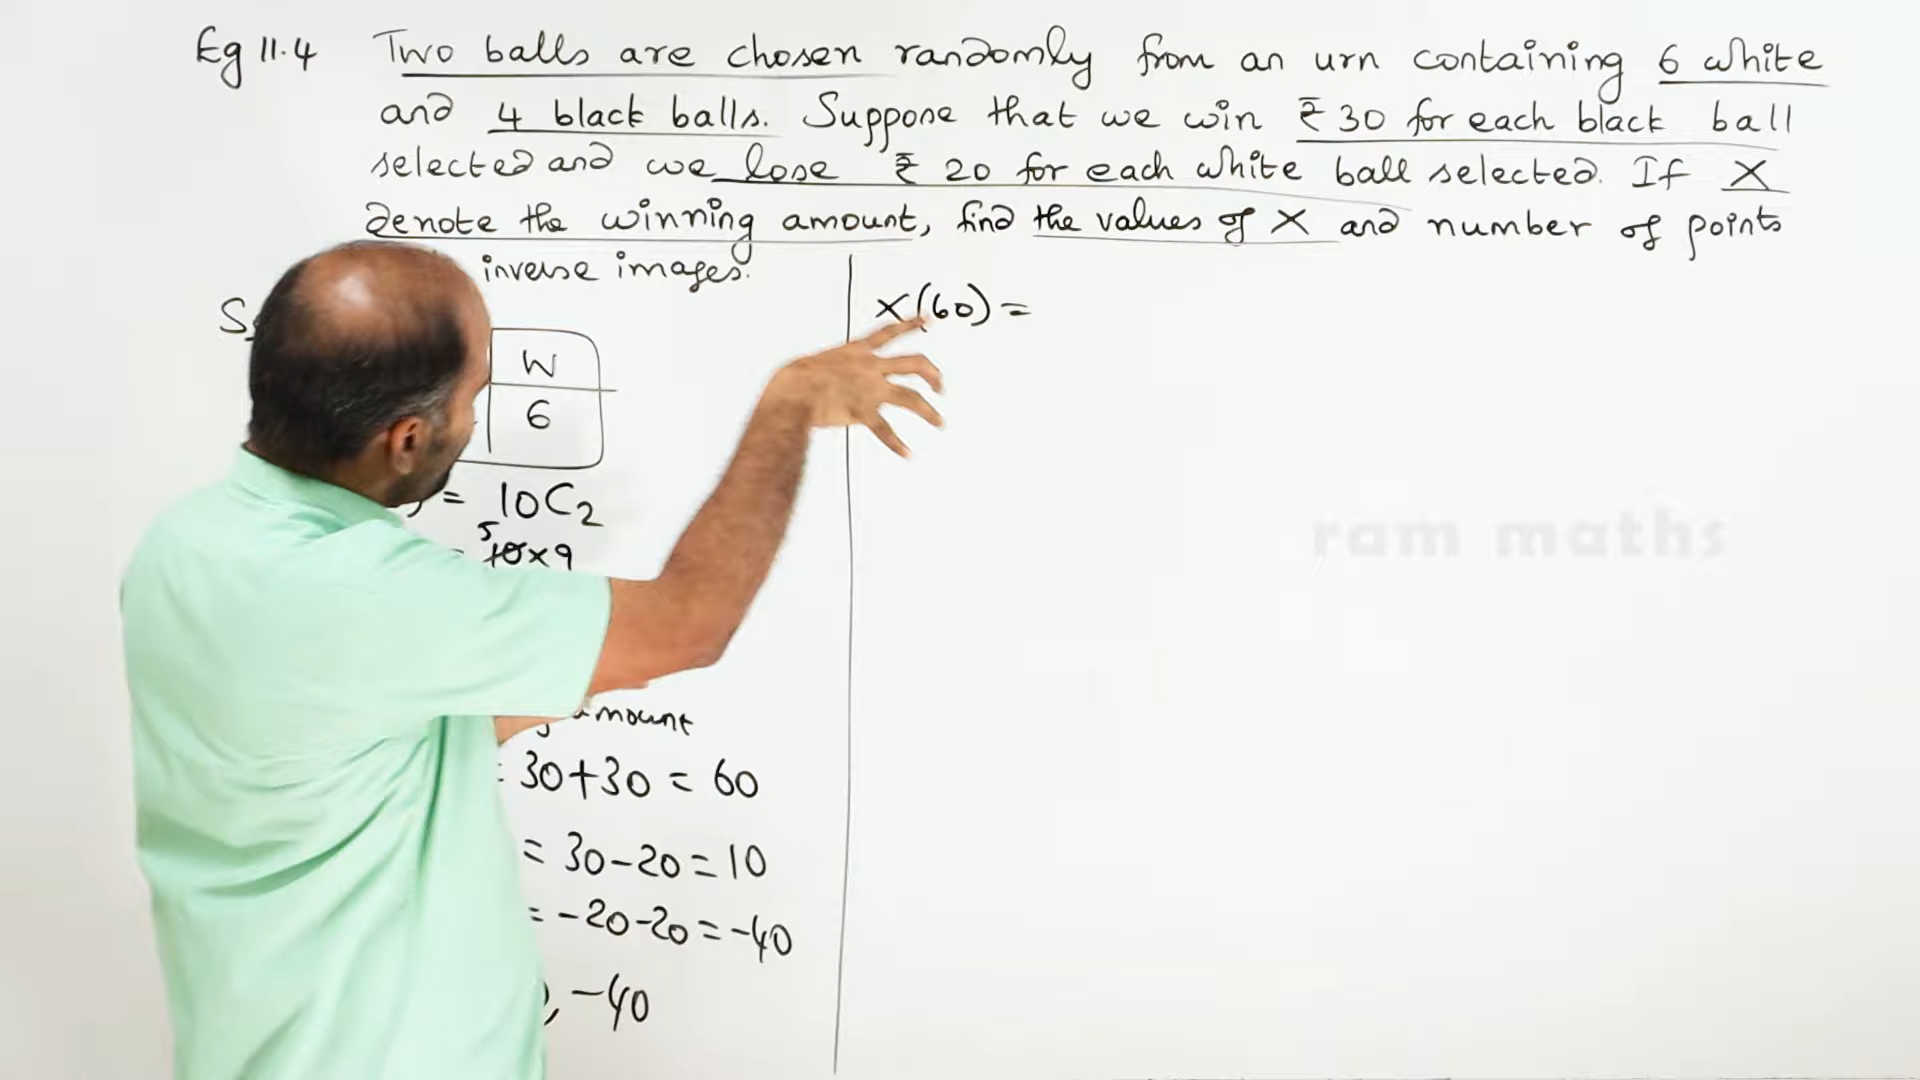 Eg 11.4 Two balls are chosen randomly from an urn containing 6 white
and 4 black balls. Suppose that we win ₹ 30 for each black ball
selected and we lose ₹ 20 for each white ball selected. If X
denote the winning amount, find the values of X and number of points
inverse images.
W
6
= 10C₂
5
10×9
amount
30+30 = 60
= 30-20 = 10
= -20-20 = -40
, -40
X(60) =
ram maths